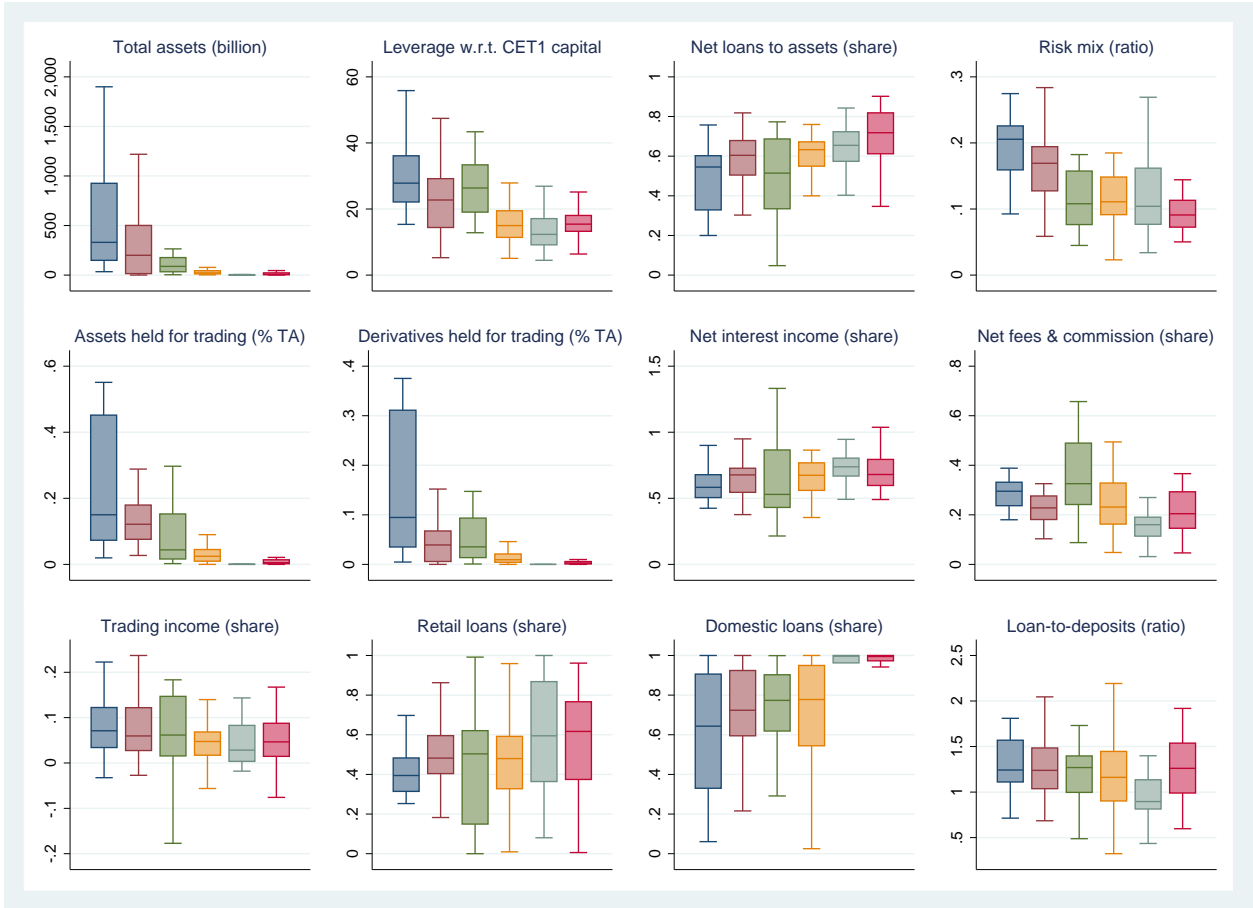 Total assets (billion)
0 500 1,000 1,500 2,000
Leverage w.r.t. CET1 capital
0 20 40 60
Net loans to assets (share)
0 .2 .4 .6 .8 1
Risk mix (ratio)
0 .1 .2 .3
Assets held for trading (% TA)
0 .2 .4 .6
Derivatives held for trading (% TA)
0 .1 .2 .3 .4
Net interest income (share)
0 .5 1 1.5
Net fees & commission (share)
0 .2 .4 .6 .8
Trading income (share)
-.2 -.1 0 .1 .2
Retail loans (share)
0 .2 .4 .6 .8 1
Domestic loans (share)
0 .2 .4 .6 .8 1
Loan-to-deposits (ratio)
.5 1 1.5 2 2.5